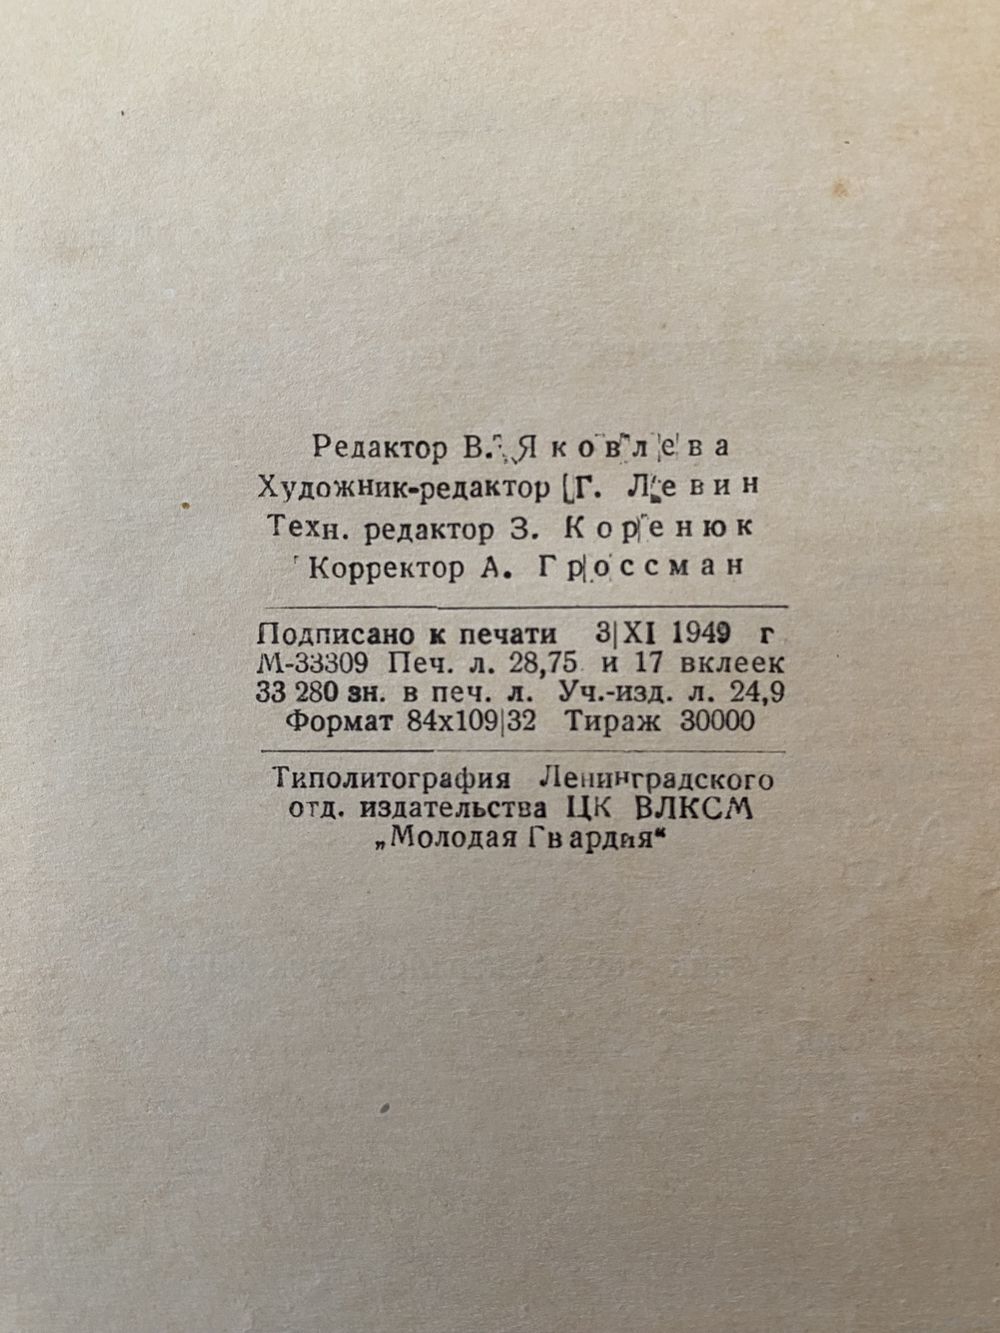 Редактор В. Яковлева
Художник-редактор Г. Левин
Техн. редактор З. Коренюк
Корректор А. Гроссман
Подписано к печати 3|XI 1949 г
М-33309 Печ. л. 28,75 и 17 вклеек
33 280 зн. в печ. л. Уч.-изд. л. 24,9
Формат 84х109|32 Тираж 30000
Типолитография Ленинградского
отд. издательства ЦК ВЛКСМ
„Молодая Гвардия“